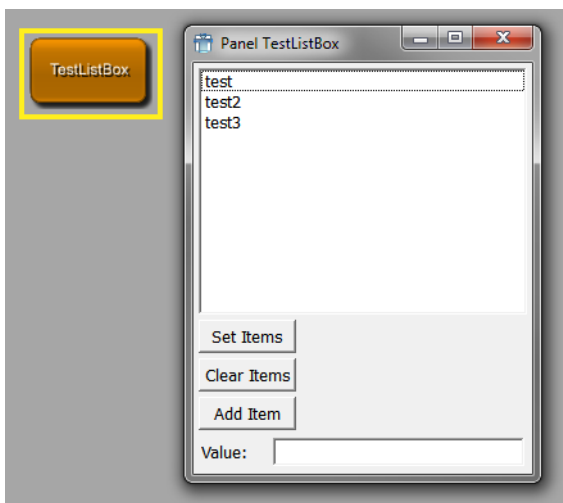 TestListBox
Panel TestListBox
test
test2
test3
Set Items
Clear Items
Add Item
Value: